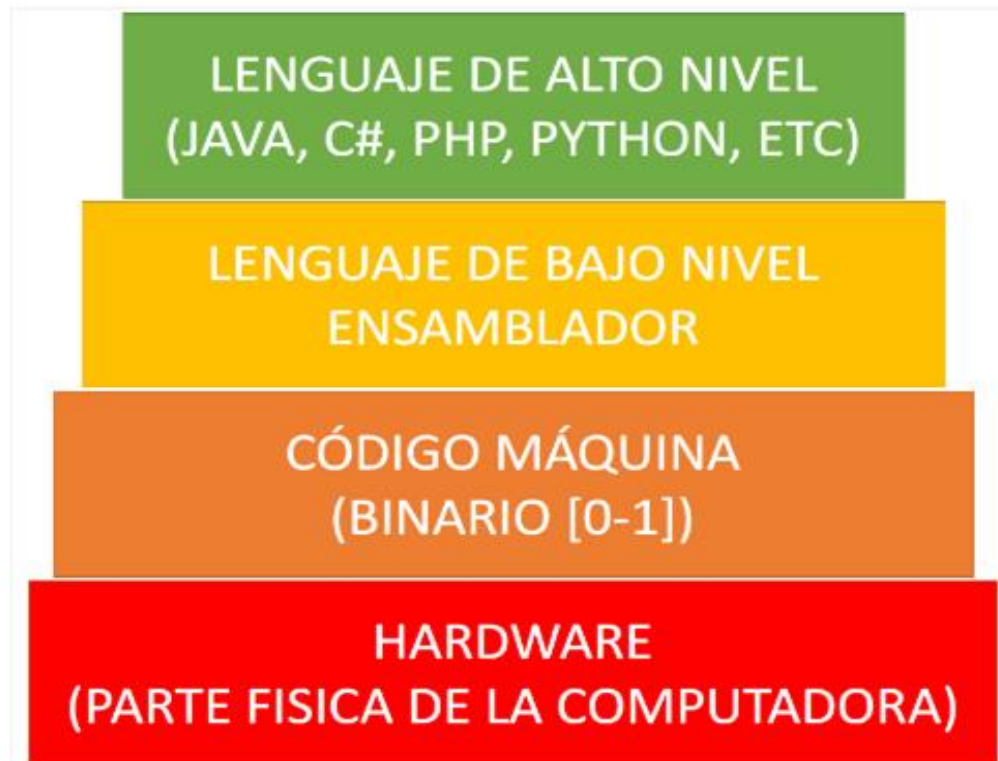 LENGUAJE DE ALTO NIVEL
(JAVA, C#, PHP, PYTHON, ETC)
LENGUAJE DE BAJO NIVEL
ENSAMBLADOR
CÓDIGO MÁQUINA
(BINARIO [0-1])
HARDWARE
(PARTE FISICA DE LA COMPUTADORA)